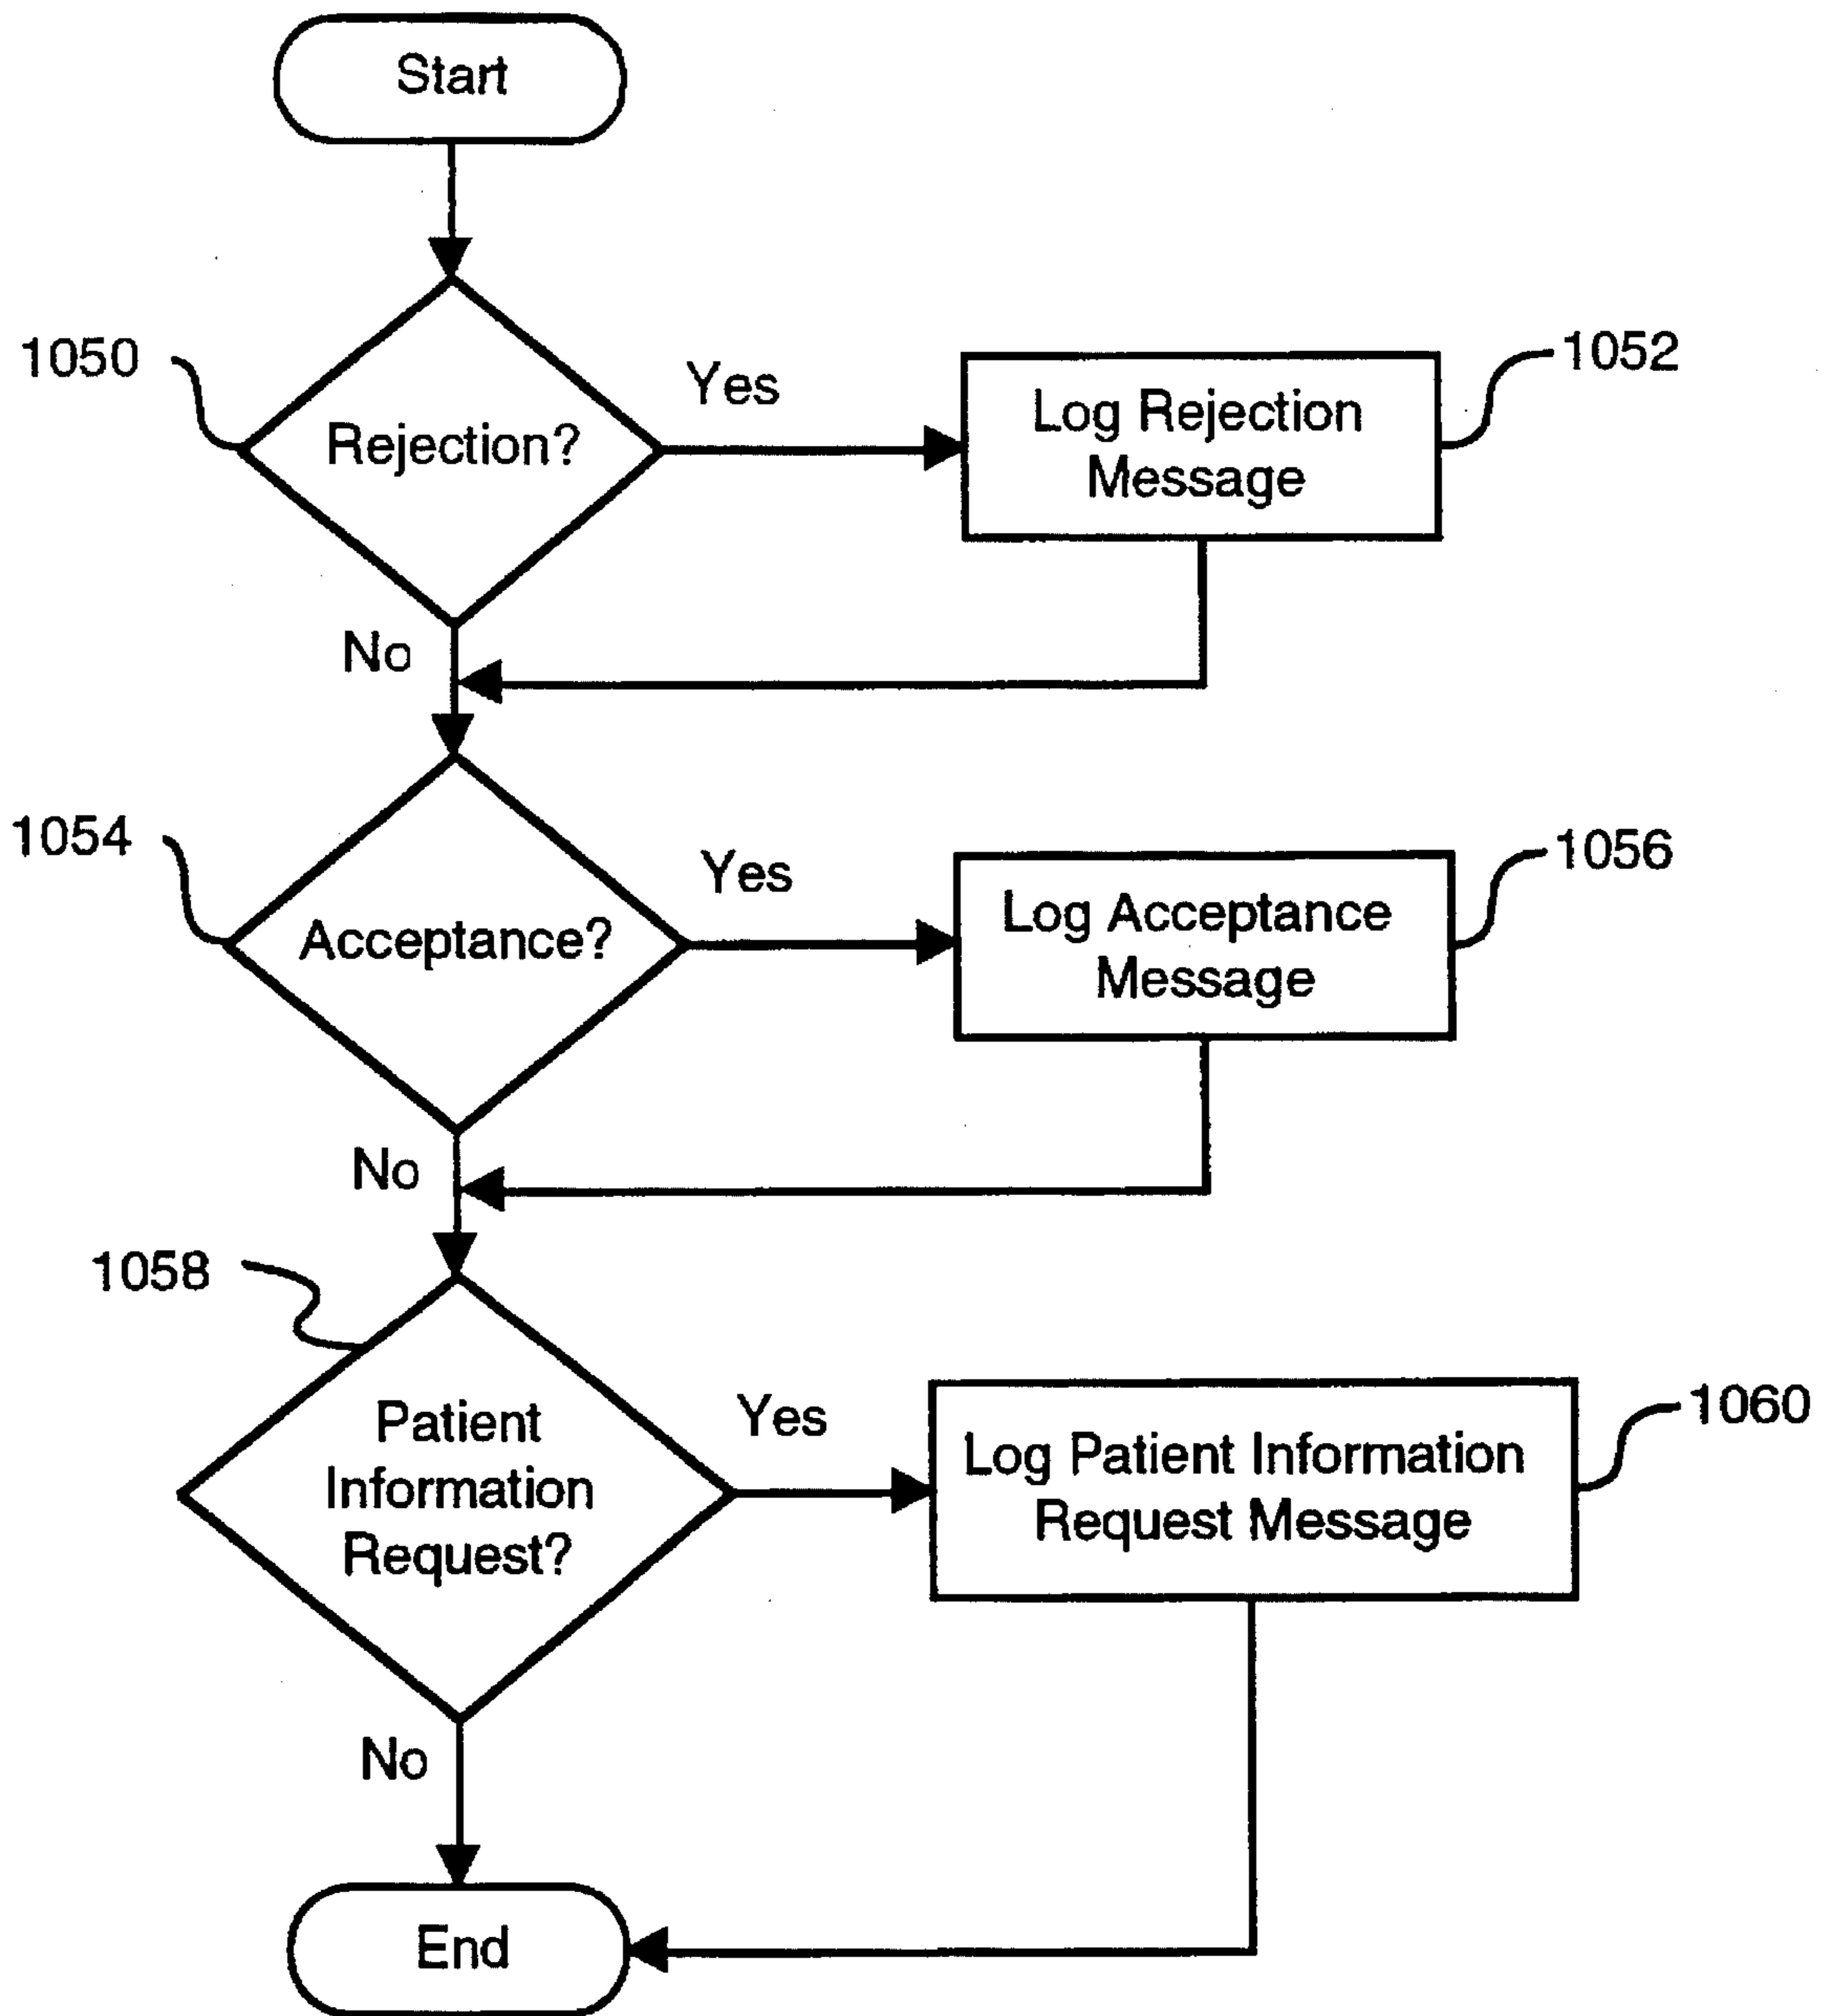 Start
1050
Rejection?
Yes
Log Rejection
Message
1052
No
1054
Acceptance?
Yes
Log Acceptance
Message
1056
No
1058
Patient
Information
Request?
Yes
Log Patient Information
Request Message
1060
No
End